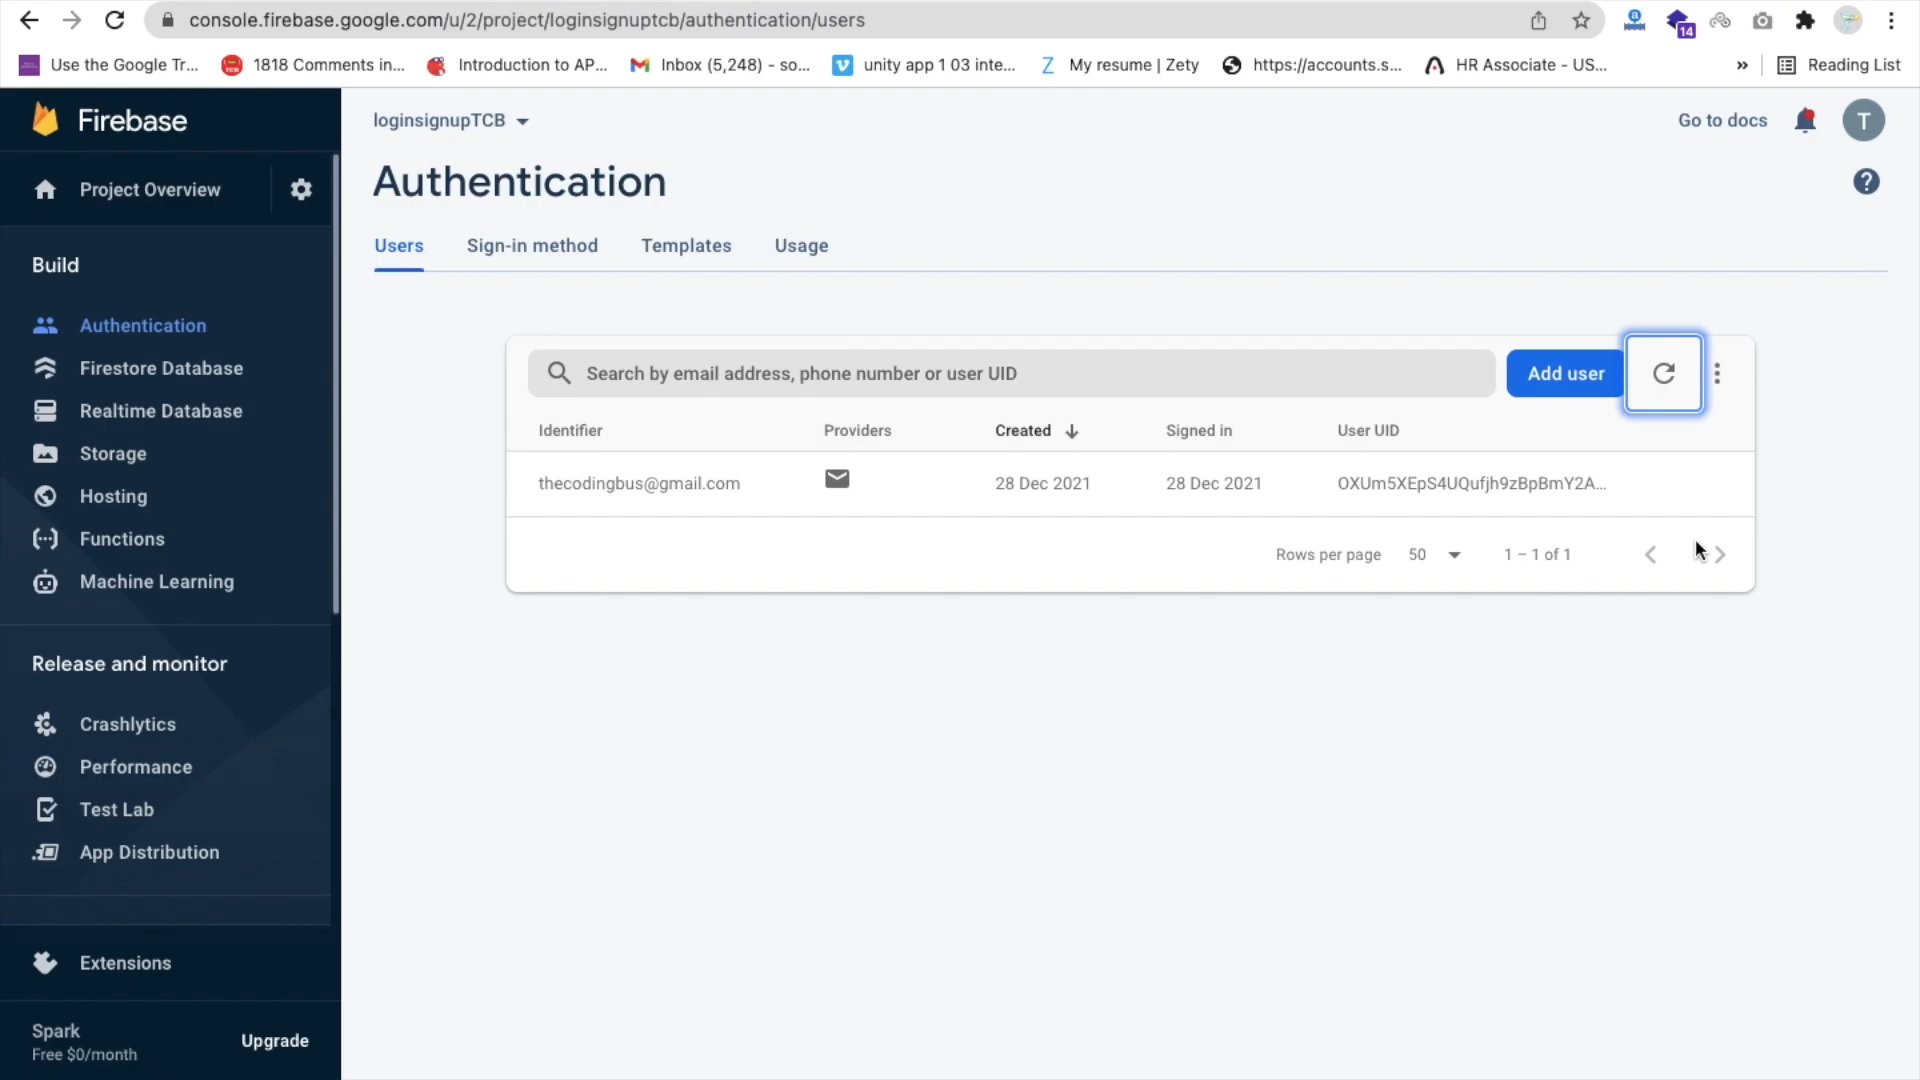 console.firebase.google.com/u/2/project/loginsignuptcb/authentication/users
14
Use the Google Tr...
1818 Comments in...
Introduction to AP...
Inbox (5,248) - so...
unity app 1 03 inte...
My resume | Zety
https://accounts.s...
HR Associate - US...
»
Reading List
Firebase
loginsignupTCB
Go to docs
T
Project Overview
Authentication
Users
Sign-in method
Templates
Usage
Build
Authentication
Firestore Database
Realtime Database
Storage
Hosting
Functions
Machine Learning
Search by email address, phone number or user UID
Add user
Identifier
Providers
Created
Signed in
User UID
thecodingbus@gmail.com
28 Dec 2021
28 Dec 2021
OXUm5XEpS4UQufjh9zBpBmY2A...
Rows per page
50
1 – 1 of 1
Release and monitor
Crashlytics
Performance
Test Lab
App Distribution
Extensions
Spark
Free $0/month
Upgrade